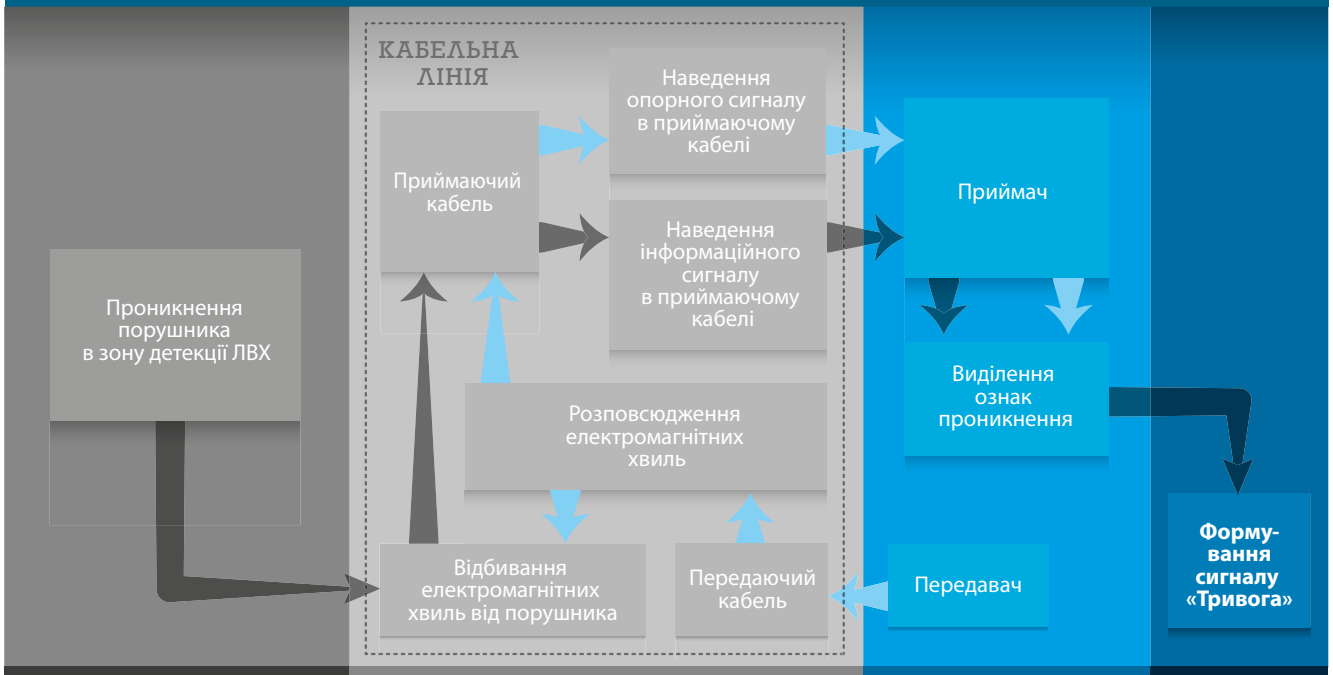 КАБЕЛЬНА
ЛІНІЯ
Проникнення
порушника
в зону детекції ЛВХ
Приймаючий
кабель
Наведення
опорного сигналу
в приймаючому
кабелі
Наведення
інформаційного
сигналу
в приймаючому
кабелі
Розповсюдження
електромагнітних
хвиль
Відбивання
електромагнітних
хвиль від порушника
Передаючий
кабель
Приймач
Виділення
ознак
проникнення
Передавач
Форму-
вання
сигналу
«Тривога»